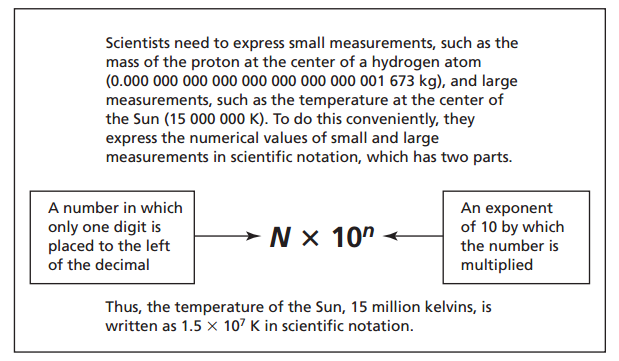 Scientists need to express small measurements, such as the
mass of the proton at the center of a hydrogen atom
(0.000 000 000 000 000 000 000 000 001 673 kg), and large
measurements, such as the temperature at the center of
the Sun (15 000 000 K). To do this conveniently, they
express the numerical values of small and large
measurements in scientific notation, which has two parts.
A number in which
only one digit is
placed to the left
of the decimal
N × 10ⁿ
An exponent
of 10 by which
the number is
multiplied
Thus, the temperature of the Sun, 15 million kelvins, is
written as 1.5 × 10⁷ K in scientific notation.